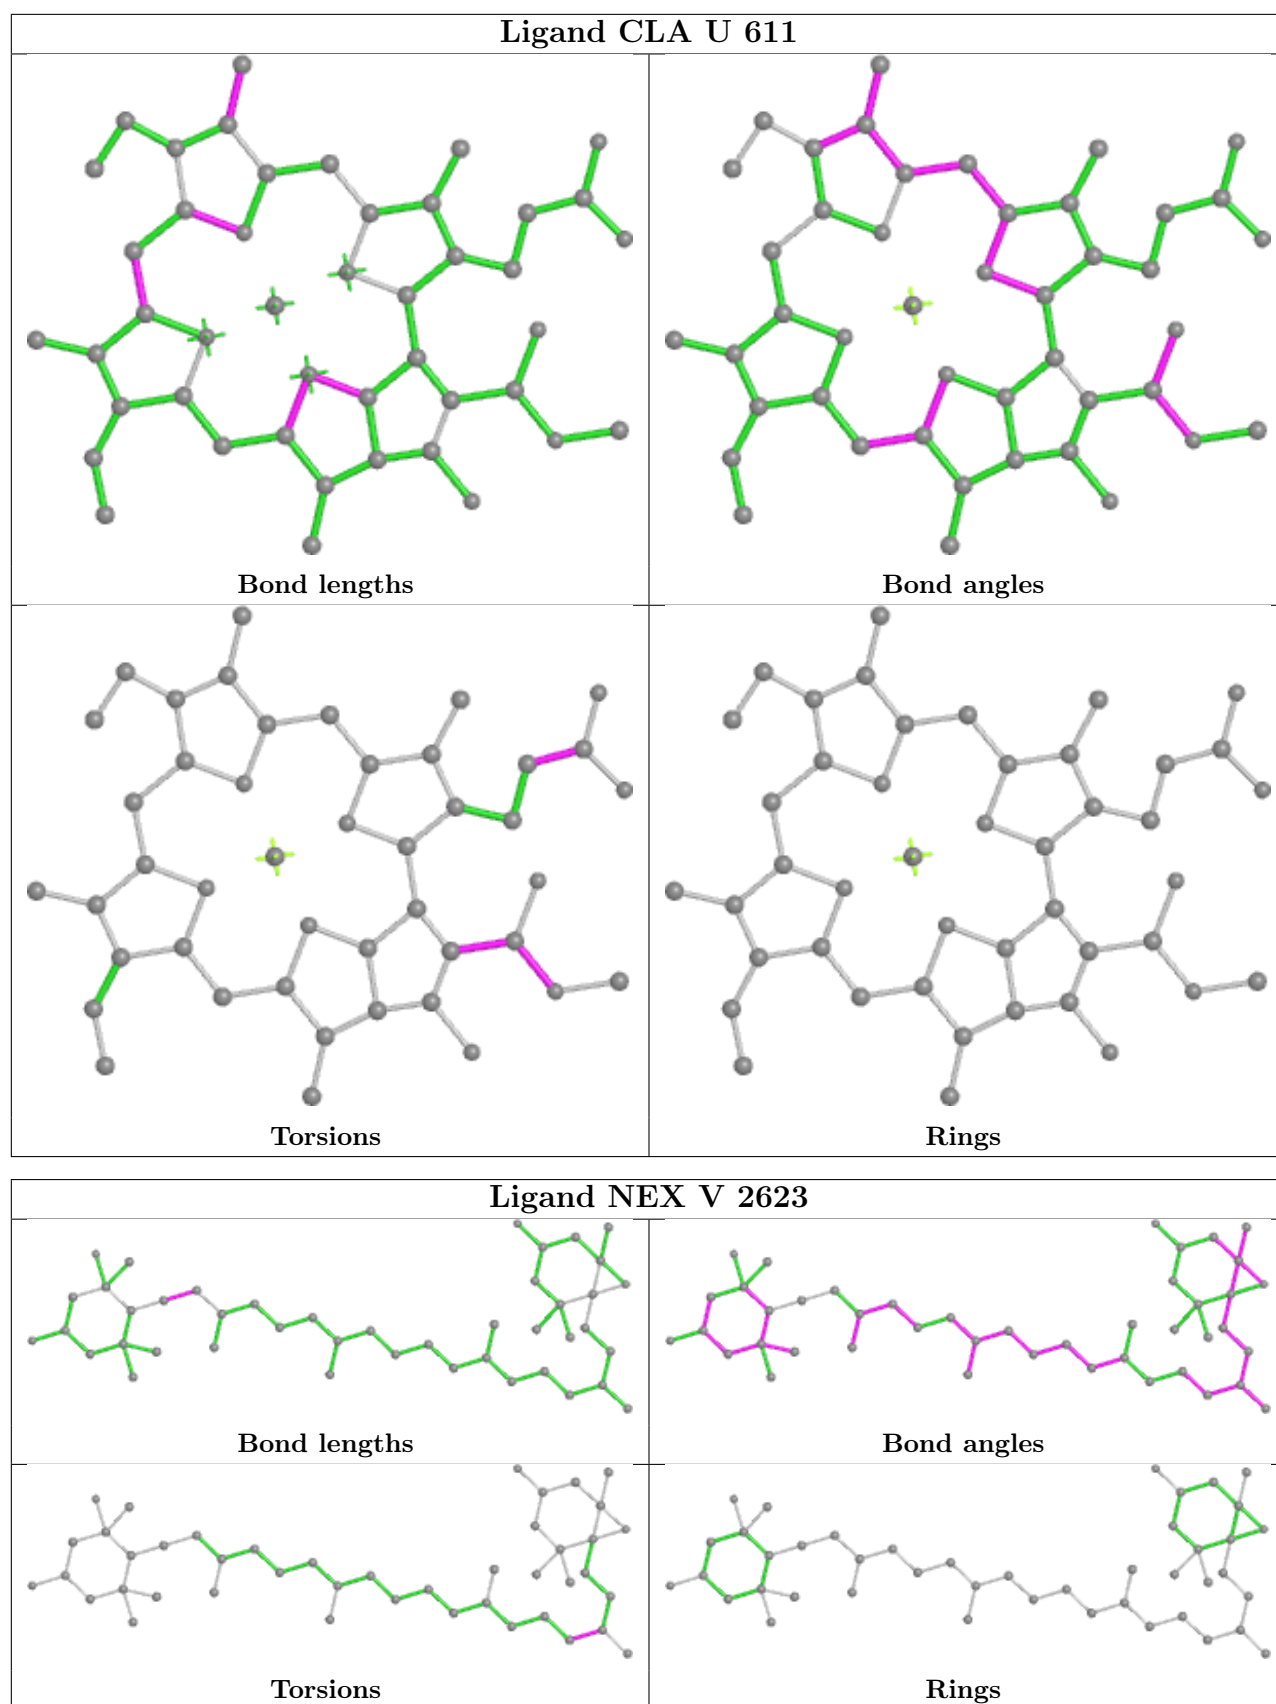 Ligand CLA U 611
Bond lengths
Bond angles
Torsions
Rings
Ligand NEX V 2623
Bond lengths
Bond angles
Torsions
Rings